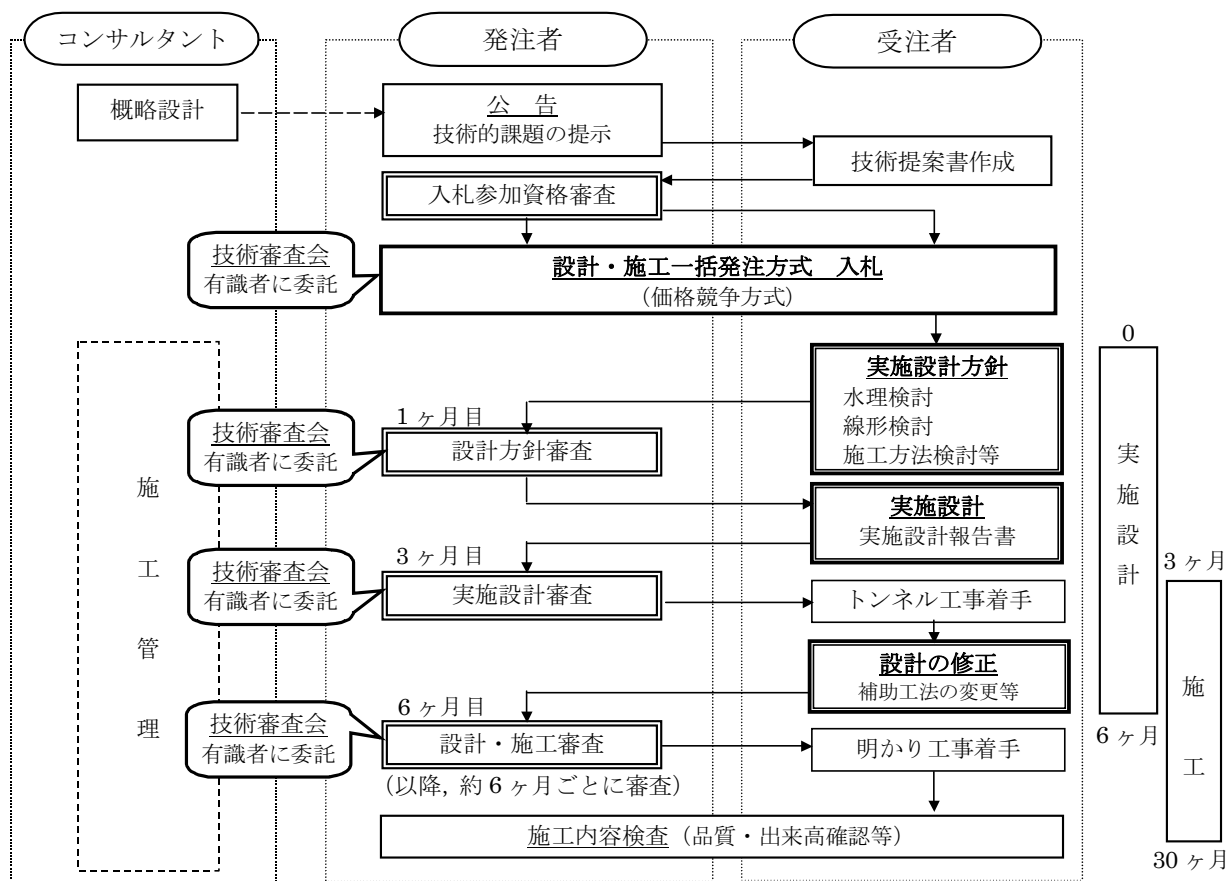 コンサルタント
発注者
受注者
概略設計
公　告
技術的課題の提示
技術提案書作成
入札参加資格審査
技術審査会
有識者に委託
設計・施工一括発注方式　入札
(価格競争方式)
0
実施設計方針
水理検討
線形検討
施工方法検討等
1ヶ月目
技術審査会
有識者に委託
設計方針審査
実施設計
実施設計報告書
3ヶ月目
技術審査会
有識者に委託
実施設計審査
トンネル工事着手
設計の修正
補助工法の変更等
6ヶ月目
技術審査会
有識者に委託
設計・施工審査
(以降, 約6ヶ月ごとに審査)
明かり工事着手
施工内容検査（品質・出来高確認等）
施工管理
実施設計
3ヶ月
6ヶ月
施工
30ヶ月